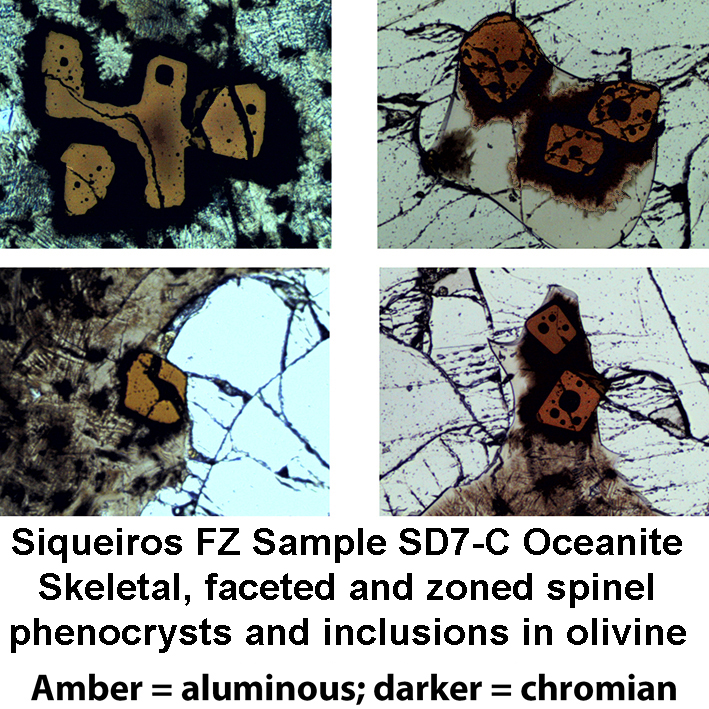 Siqueiros FZ Sample SD7-C Oceanite
Skeletal, faceted and zoned spinel
phenocrysts and inclusions in olivine
Amber = aluminous; darker = chromian